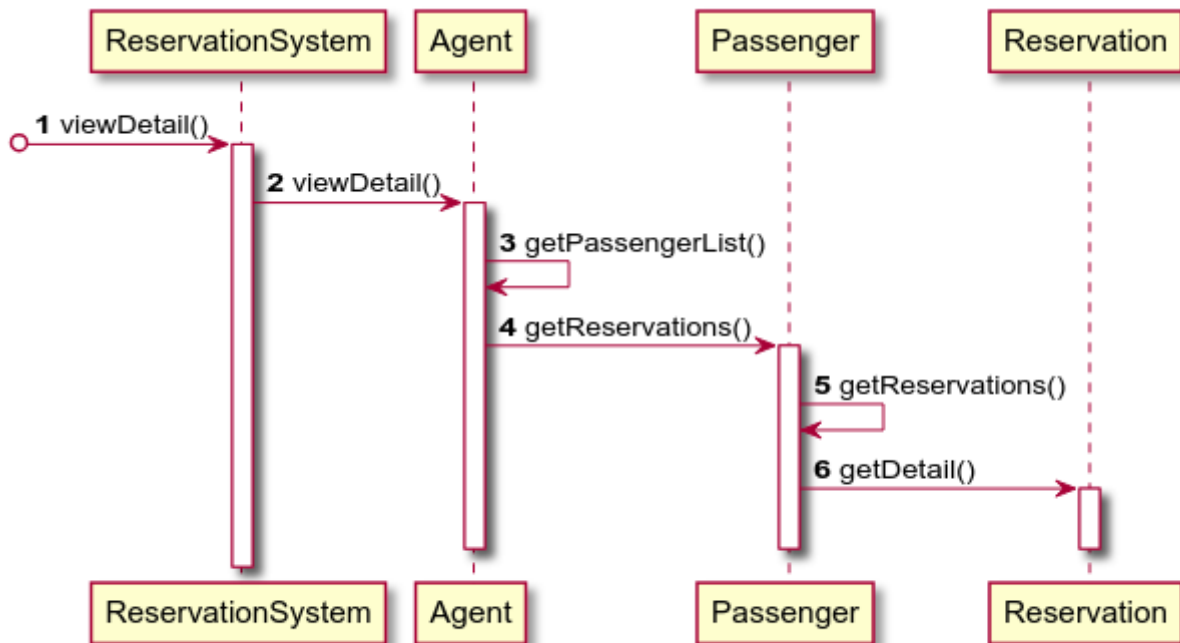 ReservationSystem Agent Passenger Reservation
1 viewDetail()
2 viewDetail()
3 getPassengerList()
4 getReservations()
5 getReservations()
6 getDetail()
ReservationSystem Agent Passenger Reservation